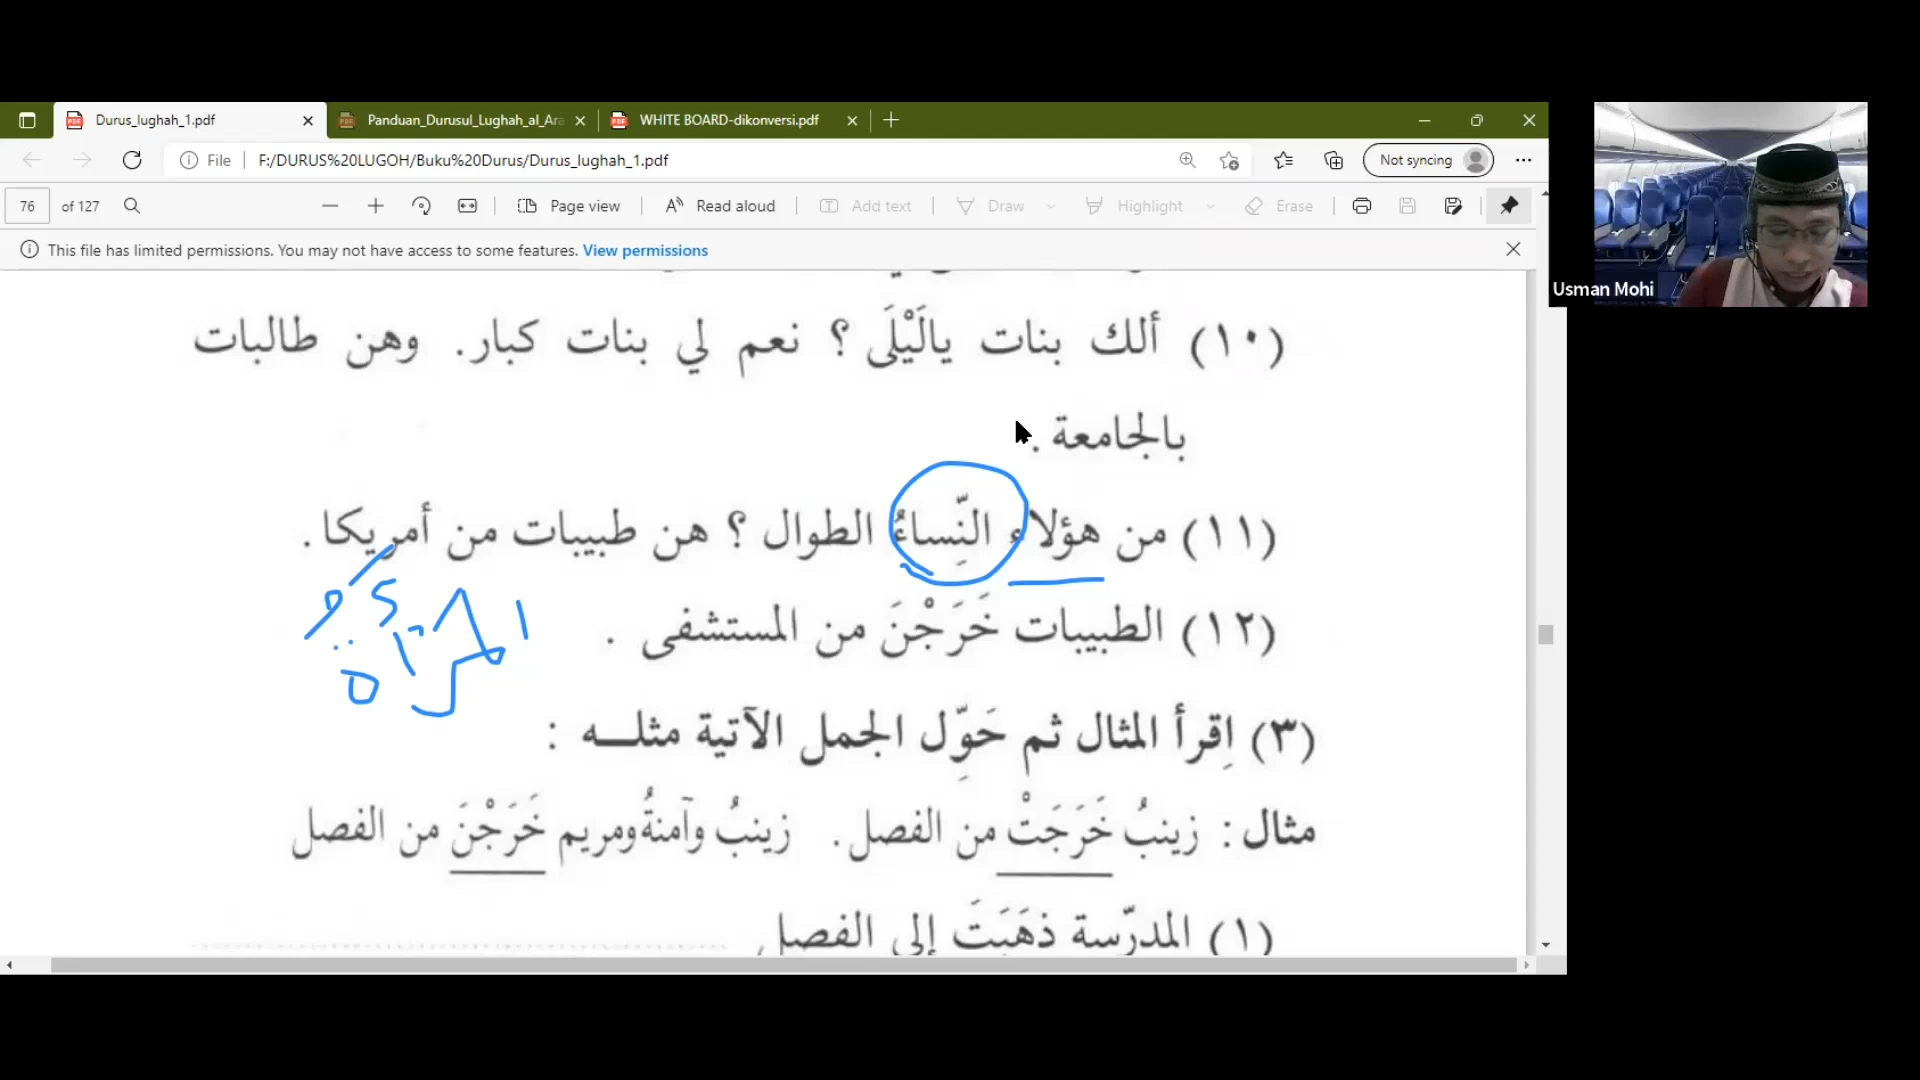 Durus_lughah_1.pdf
Panduan_Durusul_Lughah_al_Ara
WHITE BOARD-dikonversi.pdf
File
F:/DURUS%20LUGOH/Buku%20Durus/Durus_lughah_1.pdf
Not syncing
76 of 127
Page view
Read aloud
Add text
Draw
Highlight
Erase
This file has limited permissions. You may not have access to some features. View permissions
Usman Mohi
(١٠) ألك بنات يالَيْلَى ؟ نعم لي بنات كبار. وهن طالبات
بالجامعة .
(١١) من هؤلاء النِّساءُ الطوال ؟ هن طبيبات من أمريكا .
(١٢) الطبيبات خَرَجْنَ من المستشفى .
(٣) اِقرأ المثال ثم حَوِّل الجمل الآتية مثلـــه :
مثال : زينبُ خَرَجَتْ من الفصل . زينبُ وآمنةُ ومريم خَرَجْنَ من الفصل
(١) المدرّسة ذهَبَتَ إلى الفصل